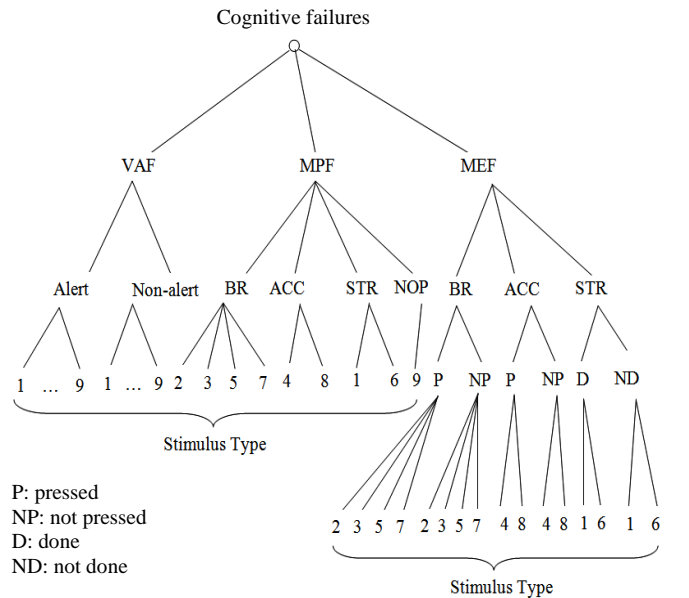 Cognitive failures
VAF MPF MEF
Alert Non-alert BR ACC STR NOP BR ACC STR
1 ... 9 1 ... 9 2 3 5 7 4 8 1 6 9 P NP P NP D ND
Stimulus Type
P: pressed
NP: not pressed
D: done
ND: not done
2 3 5 7 2 3 5 7 4 8 4 8 1 6 1 6
Stimulus Type